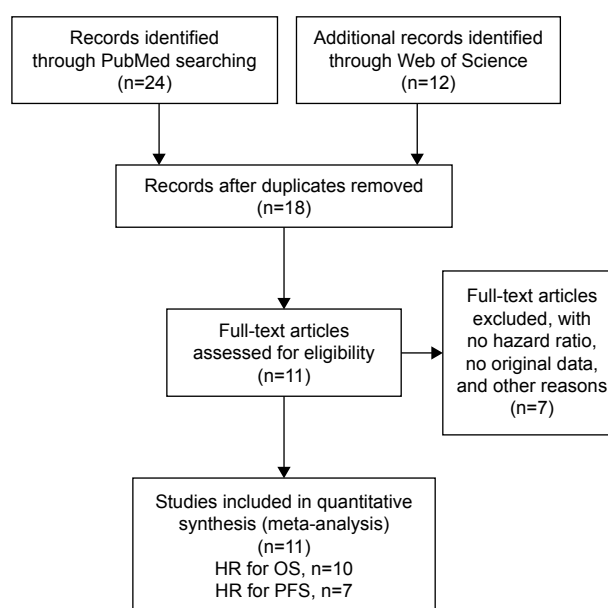 Records identified
through PubMed searching
(n=24)
Additional records identified
through Web of Science
(n=12)
Records after duplicates removed
(n=18)
Full-text articles
assessed for eligibility
(n=11)
Full-text articles
excluded, with
no hazard ratio,
no original data,
and other reasons
(n=7)
Studies included in quantitative
synthesis (meta-analysis)
(n=11)
HR for OS, n=10
HR for PFS, n=7